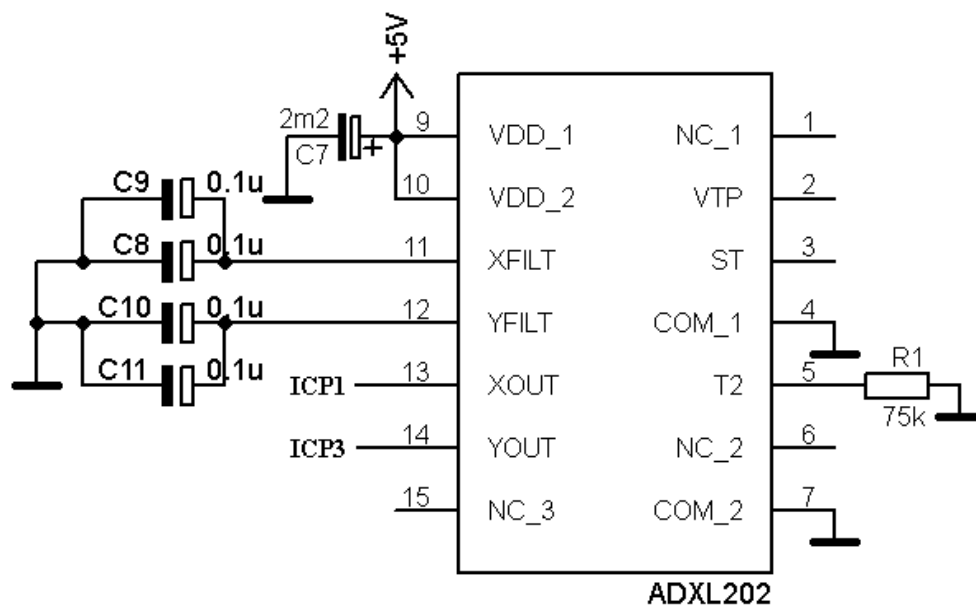 +5V
2m2
C7
+
9
VDD_1
NC_1
1
C9
0.1u
10
VDD_2
VTP
2
C8
0.1u
11
XFILT
ST
3
C10
0.1u
12
YFILT
COM_1
4
C11
0.1u
ICP1
13
XOUT
T2
5
R1
75k
ICP3
14
YOUT
NC_2
6
15
NC_3
COM_2
7
ADXL202